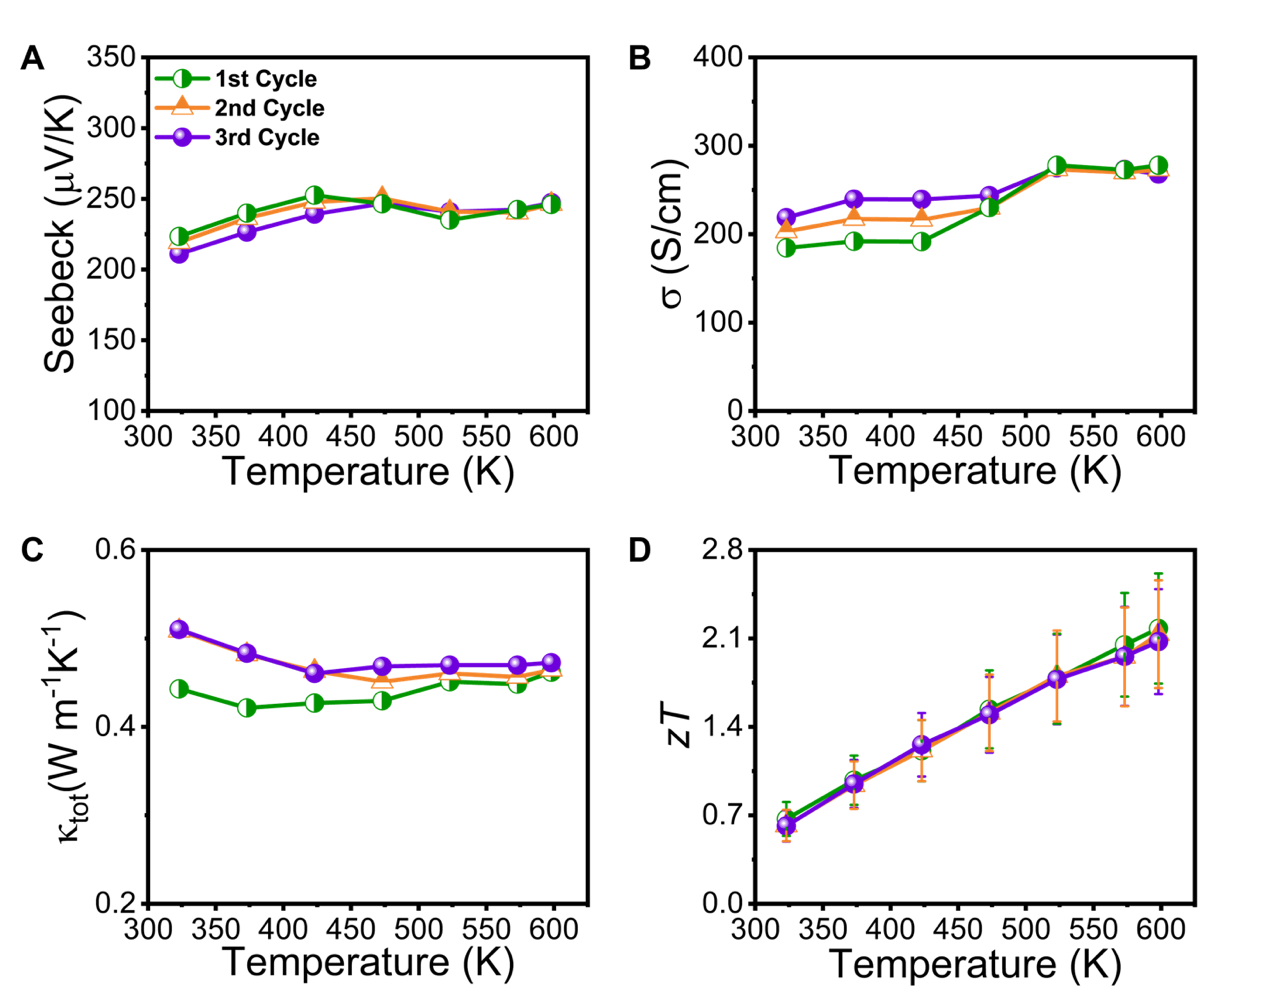 A
350
300
250
200
150
100
Seebeck (μV/K)
1st Cycle
2nd Cycle
3rd Cycle
300 350 400 450 500 550 600
Temperature (K)
B
400
300
200
100
0
σ (S/cm)
300 350 400 450 500 550 600
Temperature (K)
C
0.6
0.4
0.2
κtot(W m⁻¹K⁻¹)
300 350 400 450 500 550 600
Temperature (K)
D
2.8
2.1
1.4
0.7
0.0
zT
300 350 400 450 500 550 600
Temperature (K)